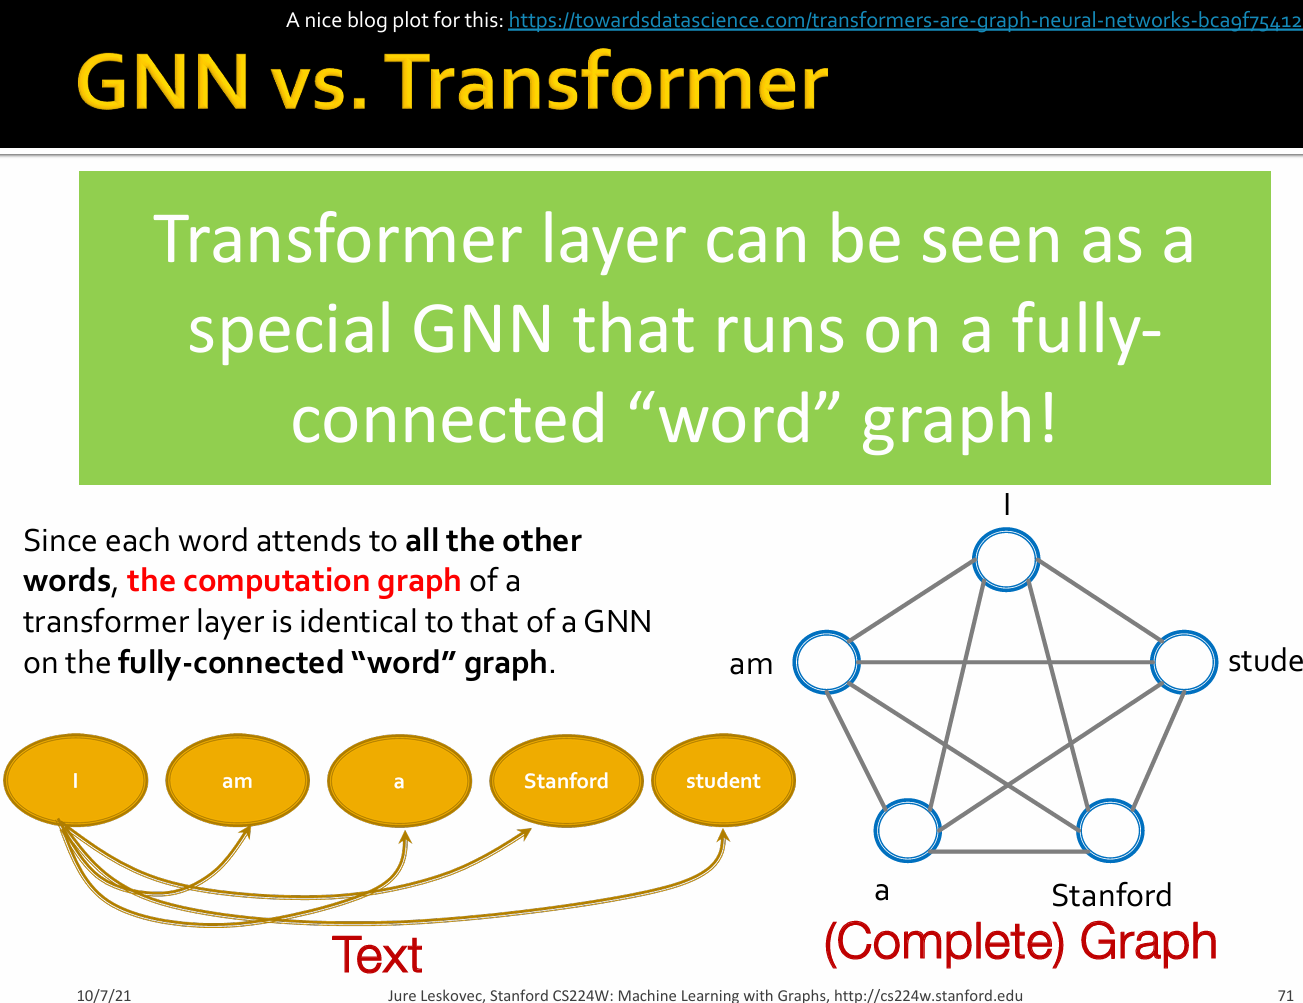 A nice blog plot for this: https://towardsdatascience.com/transformers-are-graph-neural-networks-bca9f75412
GNN vs. Transformer
Transformer layer can be seen as a
special GNN that runs on a fully-
connected “word” graph!
Since each word attends to all the other
words, the computation graph of a
transformer layer is identical to that of a GNN
on the fully-connected “word” graph.
I
am
stude
a
Stanford
I am a Stanford student
Text
(Complete) Graph
10/7/21
Jure Leskovec, Stanford CS224W: Machine Learning with Graphs, http://cs224w.stanford.edu
71